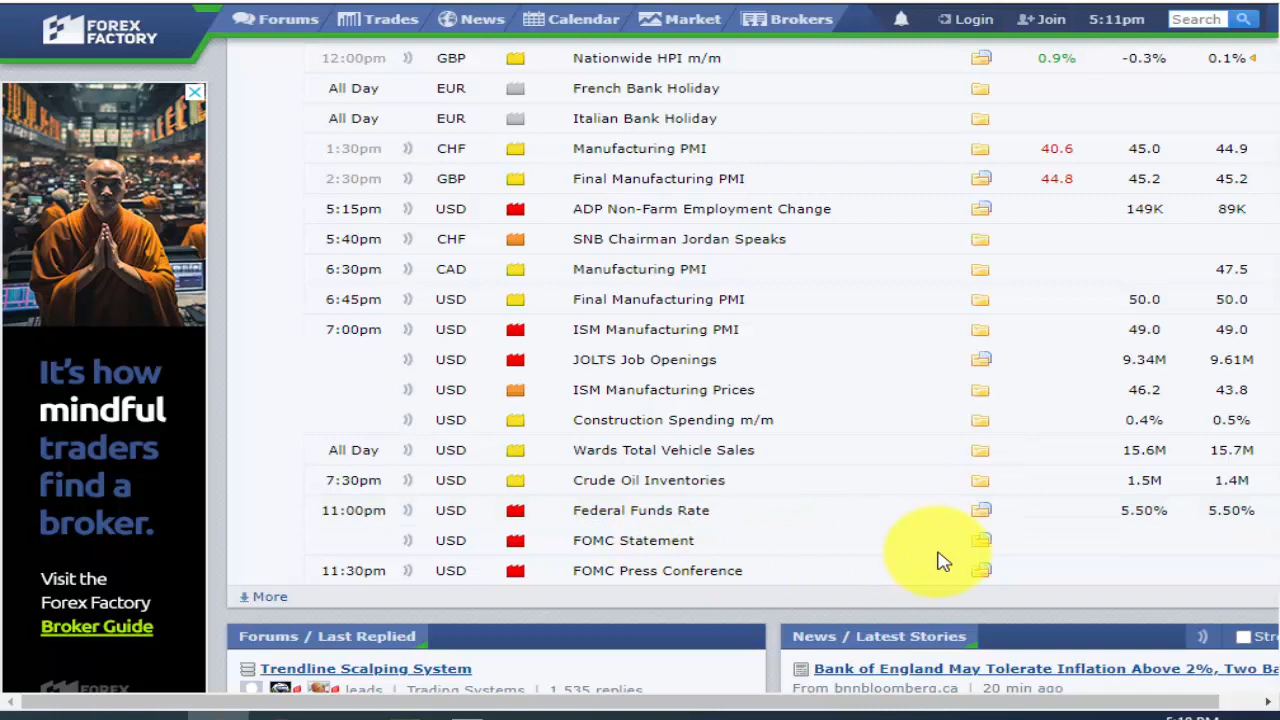 FOREX FACTORY
Forums Trades News Calendar Market Brokers Login Join 5:11pm Search
12:00pm GBP Nationwide HPI m/m 0.9% -0.3% 0.1%
All Day EUR French Bank Holiday
All Day EUR Italian Bank Holiday
1:30pm CHF Manufacturing PMI 40.6 45.0 44.9
2:30pm GBP Final Manufacturing PMI 44.8 45.2 45.2
5:15pm USD ADP Non-Farm Employment Change 149K 89K
5:40pm CHF SNB Chairman Jordan Speaks
6:30pm CAD Manufacturing PMI 47.5
6:45pm USD Final Manufacturing PMI 50.0 50.0
7:00pm USD ISM Manufacturing PMI 49.0 49.0
USD JOLTS Job Openings 9.34M 9.61M
USD ISM Manufacturing Prices 46.2 43.8
USD Construction Spending m/m 0.4% 0.5%
All Day USD Wards Total Vehicle Sales 15.6M 15.7M
7:30pm USD Crude Oil Inventories 1.5M 1.4M
11:00pm USD Federal Funds Rate 5.50% 5.50%
USD FOMC Statement
11:30pm USD FOMC Press Conference
More
It's how
mindful
traders
find a
broker.
Visit the
Forex Factory
Broker Guide
FOREX
Forums / Last Replied
Trendline Scalping System
leads | Trading Systems | 1,535 replies
News / Latest Stories
Bank of England May Tolerate Inflation Above 2%, Two
From bnnbloomberg.ca | 20 min ago